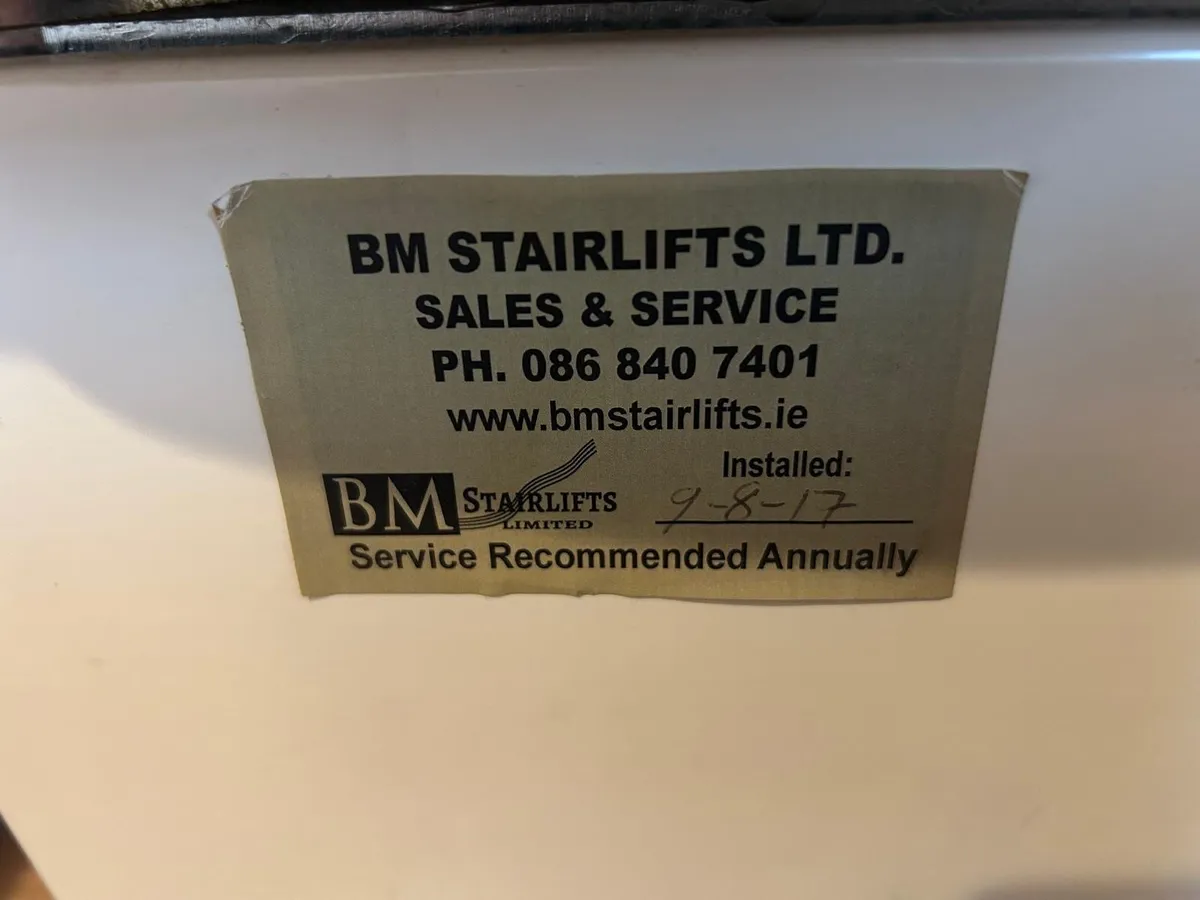 BM STAIRLIFTS LTD.
SALES & SERVICE
PH. 086 840 7401
www.bmstairlifts.ie
Installed:
9-8-17
BM STAIRLIFTS
LIMITED
Service Recommended Annually